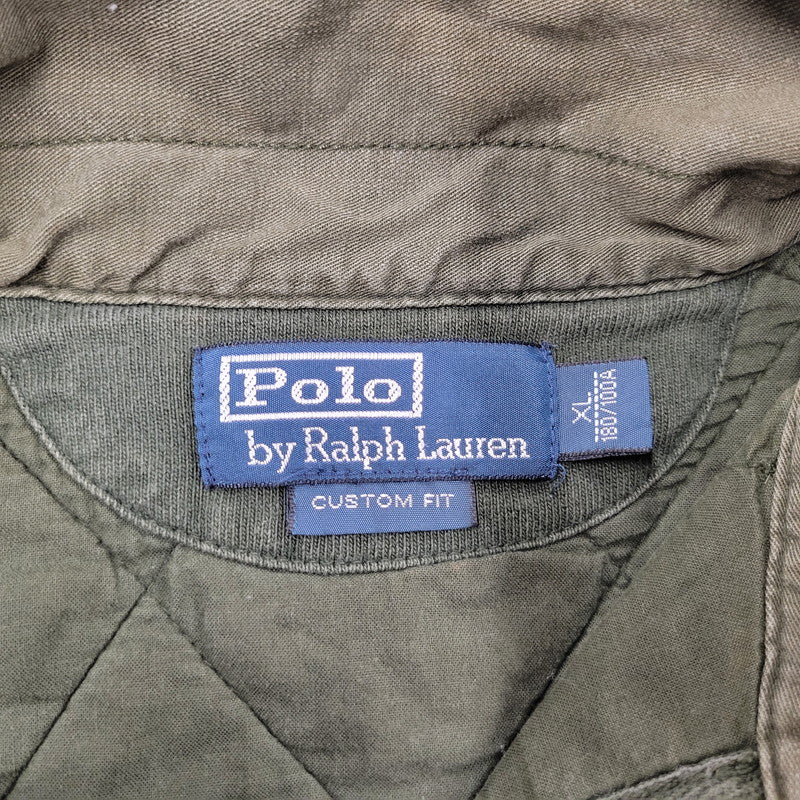 Polo
by Ralph Lauren
XL
180/100A
CUSTOM FIT